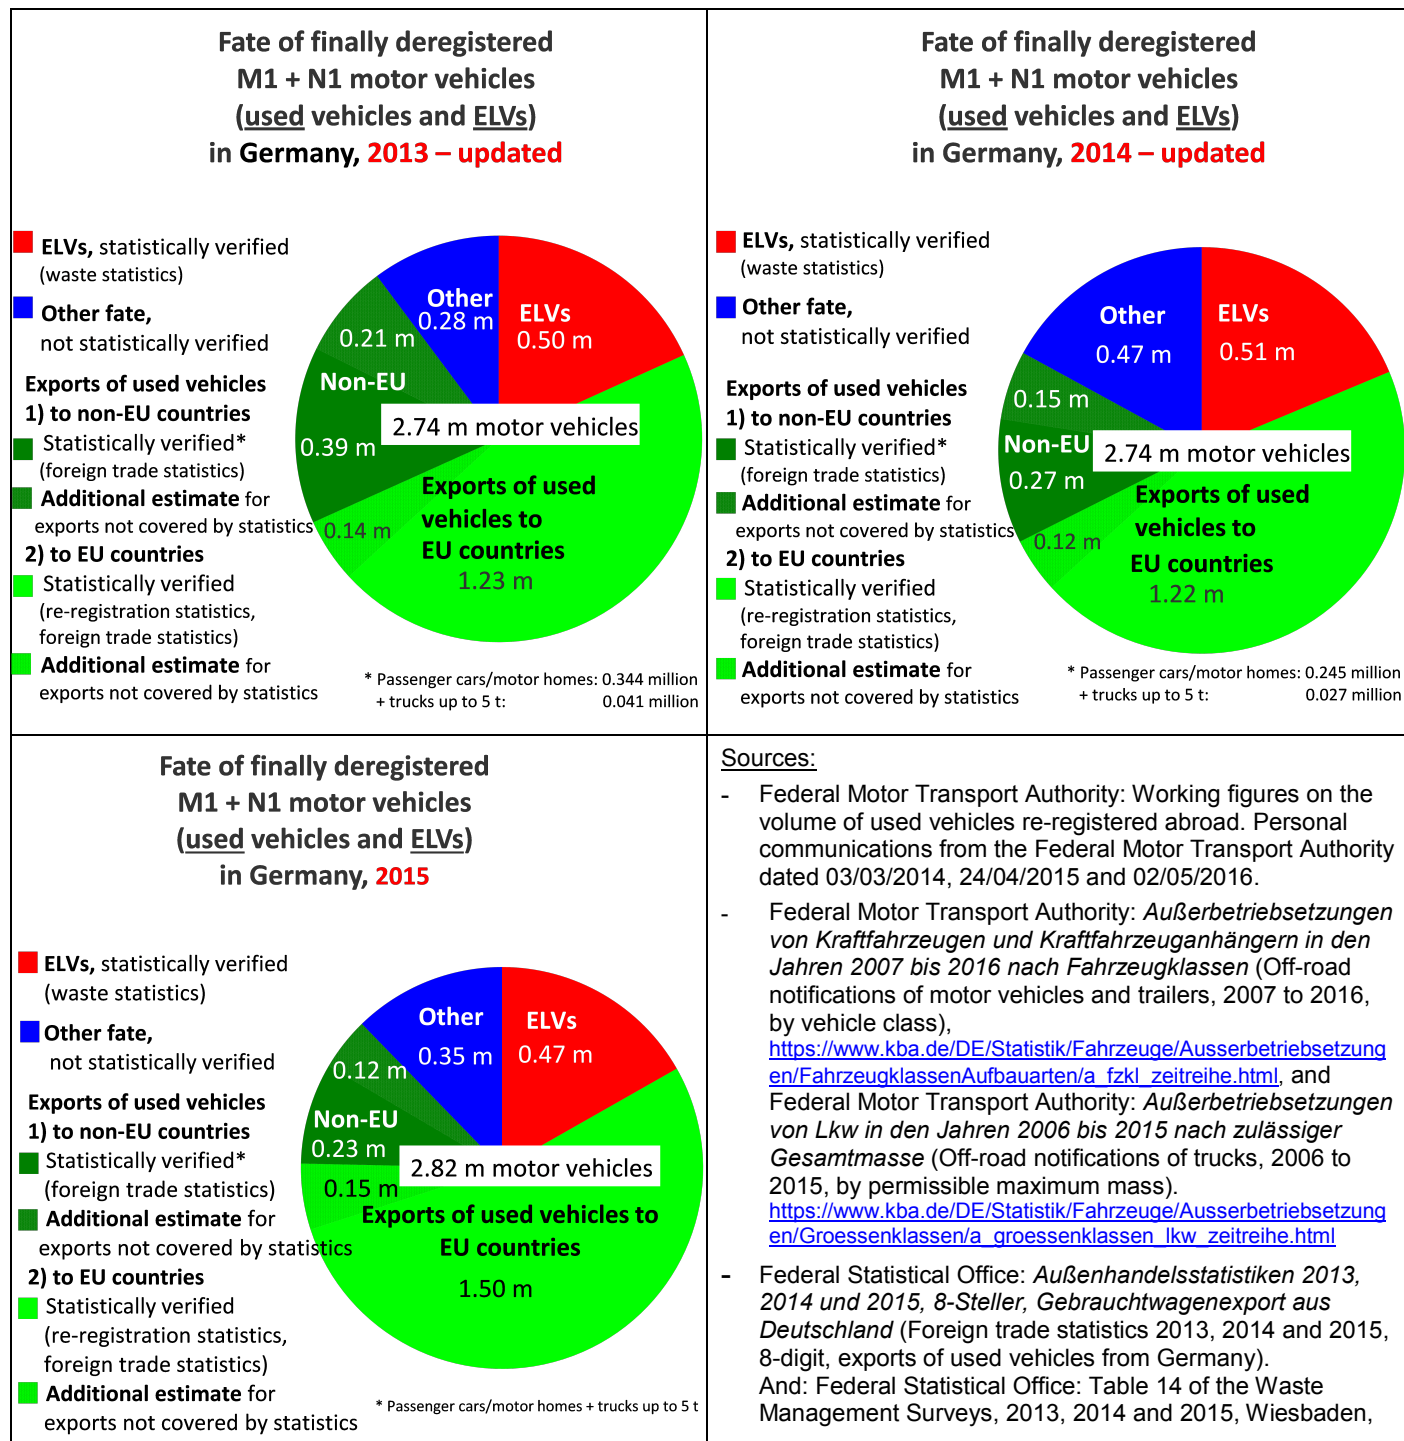 Fate of finally deregistered
M1 + N1 motor vehicles
(used vehicles and ELVs)
in Germany, 2013 – updated
ELVs, statistically verified
(waste statistics)
Other fate,
not statistically verified
Exports of used vehicles
1) to non-EU countries
Statistically verified*
(foreign trade statistics)
Additional estimate for
exports not covered by statistics
2) to EU countries
Statistically verified
(re-registration statistics,
foreign trade statistics)
Additional estimate for
exports not covered by statistics
Other
0.28 m
ELVs
0.50 m
0.21 m
Non-EU
0.39 m
2.74 m motor vehicles
0.14 m
Exports of used
vehicles to
EU countries
1.23 m
* Passenger cars/motor homes: 0.344 million
+ trucks up to 5 t: 0.041 million
Fate of finally deregistered
M1 + N1 motor vehicles
(used vehicles and ELVs)
in Germany, 2014 – updated
ELVs, statistically verified
(waste statistics)
Other fate,
not statistically verified
Exports of used vehicles
1) to non-EU countries
Statistically verified*
(foreign trade statistics)
Additional estimate for
exports not covered by statistics
2) to EU countries
Statistically verified
(re-registration statistics,
foreign trade statistics)
Additional estimate for
exports not covered by statistics
Other
0.47 m
ELVs
0.51 m
0.15 m
Non-EU
0.27 m
2.74 m motor vehicles
0.12 m
Exports of used
vehicles to
EU countries
1.22 m
* Passenger cars/motor homes: 0.245 million
+ trucks up to 5 t: 0.027 million
Fate of finally deregistered
M1 + N1 motor vehicles
(used vehicles and ELVs)
in Germany, 2015
ELVs, statistically verified
(waste statistics)
Other fate,
not statistically verified
Exports of used vehicles
1) to non-EU countries
Statistically verified*
(foreign trade statistics)
Additional estimate for
exports not covered by statistics
2) to EU countries
Statistically verified
(re-registration statistics,
foreign trade statistics)
Additional estimate for
exports not covered by statistics
Other
0.35 m
ELVs
0.47 m
0.12 m
Non-EU
0.23 m
2.82 m motor vehicles
0.15 m
Exports of used vehicles to
EU countries
1.50 m
* Passenger cars/motor homes + trucks up to 5 t
Sources:
- Federal Motor Transport Authority: Working figures on the
volume of used vehicles re-registered abroad. Personal
communications from the Federal Motor Transport Authority
dated 03/03/2014, 24/04/2015 and 02/05/2016.
- Federal Motor Transport Authority: Außerbetriebsetzungen
von Kraftfahrzeugen und Kraftfahrzeuganhängern in den
Jahren 2007 bis 2016 nach Fahrzeugklassen (Off-road
notifications of motor vehicles and trailers, 2007 to 2016,
by vehicle class),
https://www.kba.de/DE/Statistik/Fahrzeuge/Ausserbetriebsetzung
en/FahrzeugklassenAufbauarten/a_fzkl_zeitreihe.html, and
Federal Motor Transport Authority: Außerbetriebsetzungen
von Lkw in den Jahren 2006 bis 2015 nach zulässiger
Gesamtmasse (Off-road notifications of trucks, 2006 to
2015, by permissible maximum mass).
https://www.kba.de/DE/Statistik/Fahrzeuge/Ausserbetriebsetzung
en/Groessenklassen/a_groessenklassen_lkw_zeitreihe.html
- Federal Statistical Office: Außenhandelsstatistiken 2013,
2014 und 2015, 8-Steller, Gebrauchtwagenexport aus
Deutschland (Foreign trade statistics 2013, 2014 and 2015,
8-digit, exports of used vehicles from Germany).
And: Federal Statistical Office: Table 14 of the Waste
Management Surveys, 2013, 2014 and 2015, Wiesbaden,